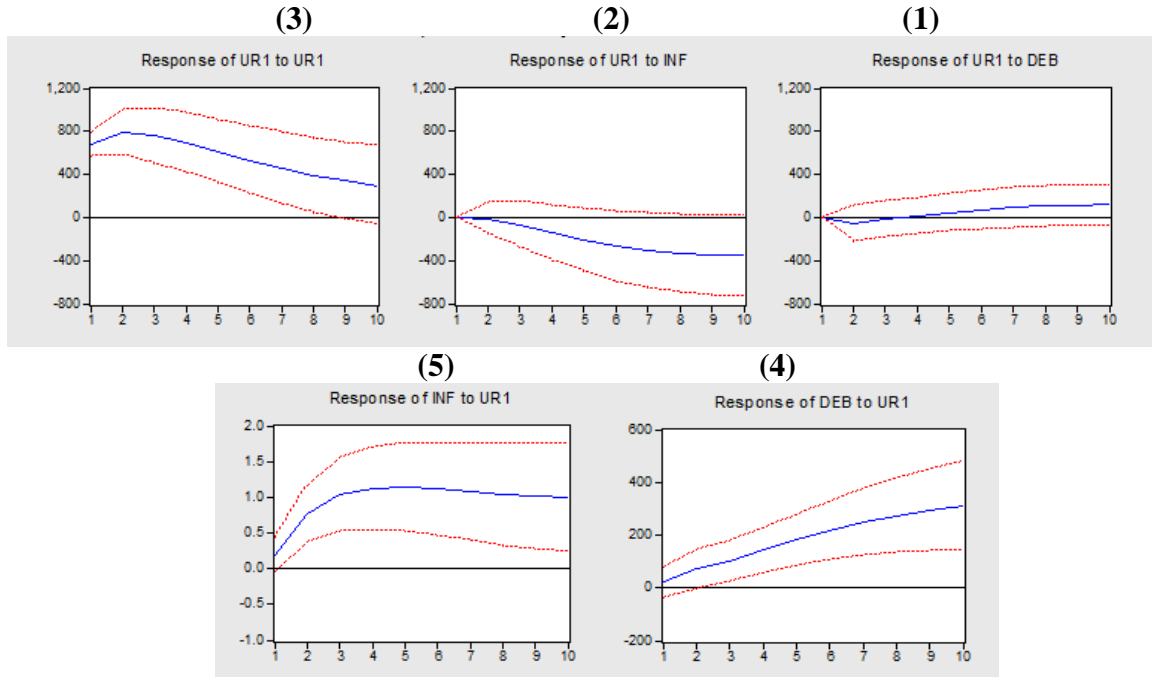 (3) (2) (1)
Response of UR1 to UR1 Response of UR1 to INF Response of UR1 to DEB
1,200 1,200 1,200
800 800 800
400 400 400
0 0 0
-400 -400 -400
-800 -800 -800
1 2 3 4 5 6 7 8 9 10 1 2 3 4 5 6 7 8 9 10 1 2 3 4 5 6 7 8 9 10
(5) (4)
Response of INF to UR1 Response of DEB to UR1
2.0 600
1.5
400
1.0
0.5 200
0.0 0
-0.5
-1.0 -200
1 2 3 4 5 6 7 8 9 10 1 2 3 4 5 6 7 8 9 10